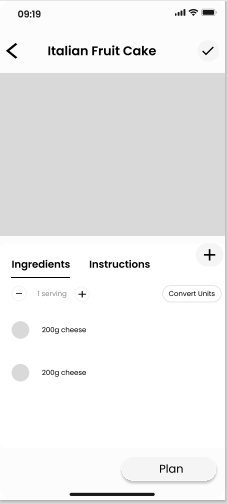 09:19
Italian Fruit Cake
Ingredients Instructions
1 serving Convert Units
200g cheese
200g cheese
Plan